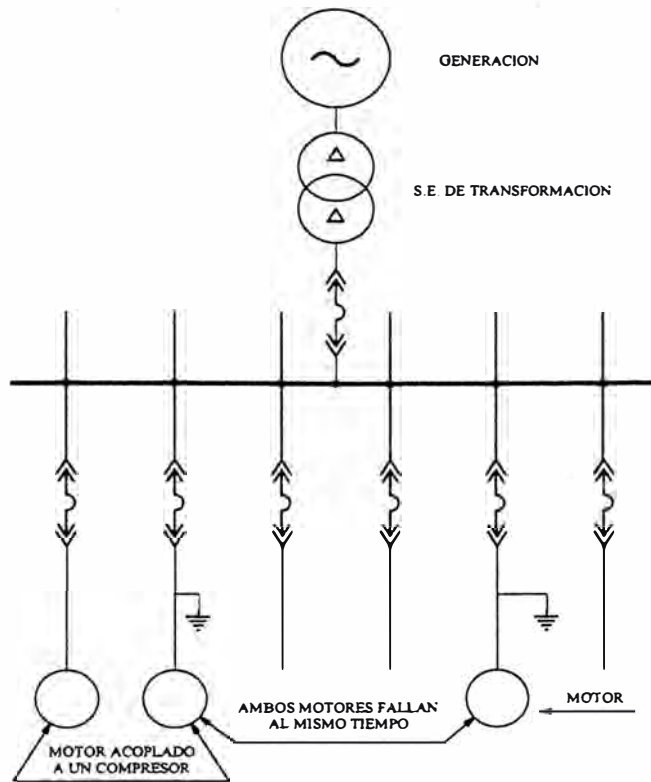 GENERACION
S.E. DE TRANSFORMACION
AMBOS MOTORES FALLAN
AL MISMO TIEMPO
MOTOR
MOTOR ACOPLADO
A UN COMPRESOR